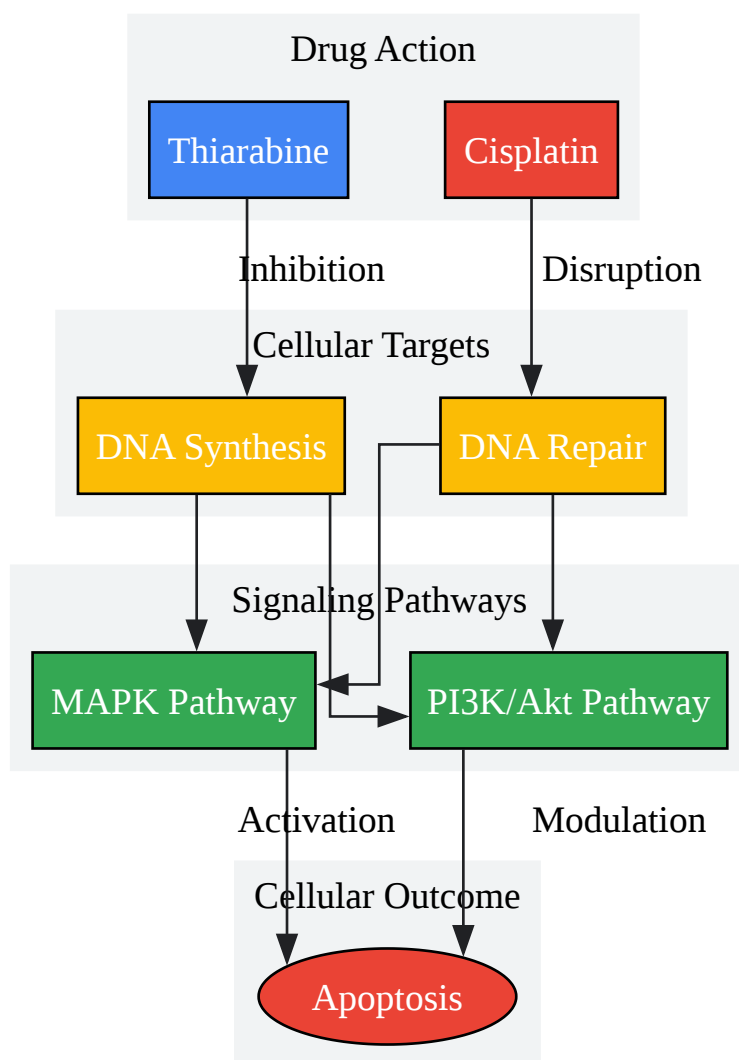 Drug Action
Thiarabine
Cisplatin
Inhibition
Disruption
Cellular Targets
DNA Synthesis
DNA Repair
Signaling Pathways
MAPK Pathway
PI3K/Akt Pathway
Activation
Modulation
Cellular Outcome
Apoptosis